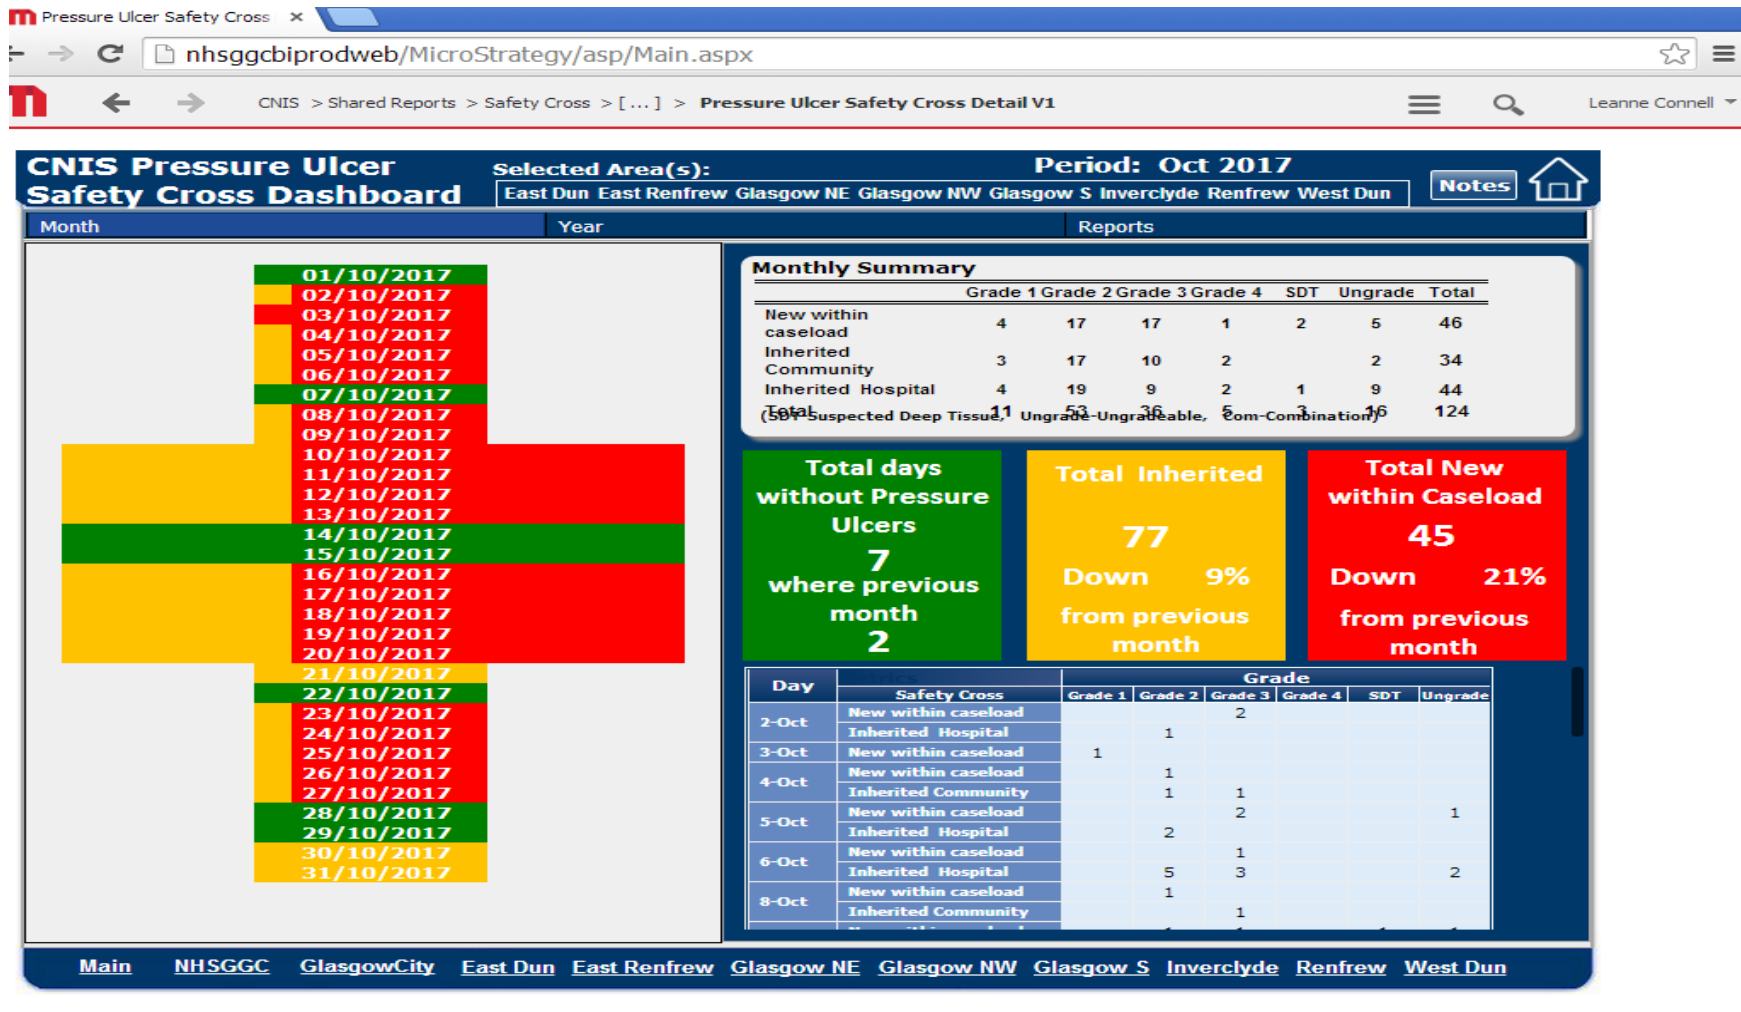 Pressure Ulcer Safety Cross
nhsggcbiprodweb/MicroStrategy/asp/Main.aspx
CNIS > Shared Reports > Safety Cross > [ ... ] > Pressure Ulcer Safety Cross Detail V1
Leanne Connell
CNIS Pressure Ulcer
Safety Cross Dashboard
Selected Area(s):
Period: Oct 2017
East Dun East Renfrew Glasgow NE Glasgow NW Glasgow S Inverclyde Renfrew West Dun
Notes
Month Year Reports
01/10/2017
02/10/2017
03/10/2017
04/10/2017
05/10/2017
06/10/2017
07/10/2017
08/10/2017
09/10/2017
10/10/2017
11/10/2017
12/10/2017
13/10/2017
14/10/2017
15/10/2017
16/10/2017
17/10/2017
18/10/2017
19/10/2017
20/10/2017
21/10/2017
22/10/2017
23/10/2017
24/10/2017
25/10/2017
26/10/2017
27/10/2017
28/10/2017
29/10/2017
30/10/2017
31/10/2017
Monthly Summary
Grade 1 Grade 2 Grade 3 Grade 4 SDT Ungrade Total
New within
caseload 4 17 17 1 2 5 46
Inherited
Community 3 17 10 2 2 34
Inherited Hospital 4 19 9 2 1 9 44
Total 11 53 36 5 3 16 124
(SDT-Suspected Deep Tissue, Ungrade-Ungradeable, Com-Combination)
Total days
without Pressure
Ulcers
7
where previous
month
2
Total Inherited
77
Down 9%
from previous
month
Total New
within Caseload
45
Down 21%
from previous
month
Day Grade
Safety Cross Grade 1 Grade 2 Grade 3 Grade 4 SDT Ungrade
2-Oct New within caseload 2
Inherited Hospital 1
3-Oct New within caseload 1
4-Oct New within caseload 1
Inherited Community 1 1
5-Oct New within caseload 2 1
Inherited Hospital 2
6-Oct New within caseload 1
Inherited Hospital 5 3 2
8-Oct New within caseload 1
Inherited Community 1
Main NHSGGC GlasgowCity East Dun East Renfrew Glasgow NE Glasgow NW Glasgow S Inverclyde Renfrew West Dun